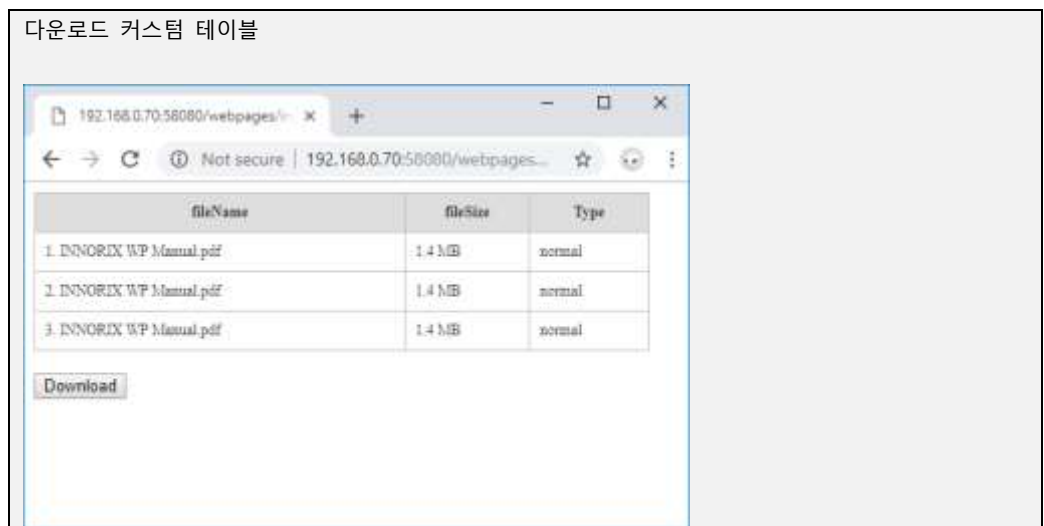 다운로드 커스텀 테이블
192.168.0.70:58080/webpages/i
Not secure | 192.168.0.70:58080/webpages...
fileName fileSize Type
1. INNORIX WP Manual.pdf 1.4 MB normal
2. INNORIX WP Manual.pdf 1.4 MB normal
3. INNORIX WP Manual.pdf 1.4 MB normal
Download